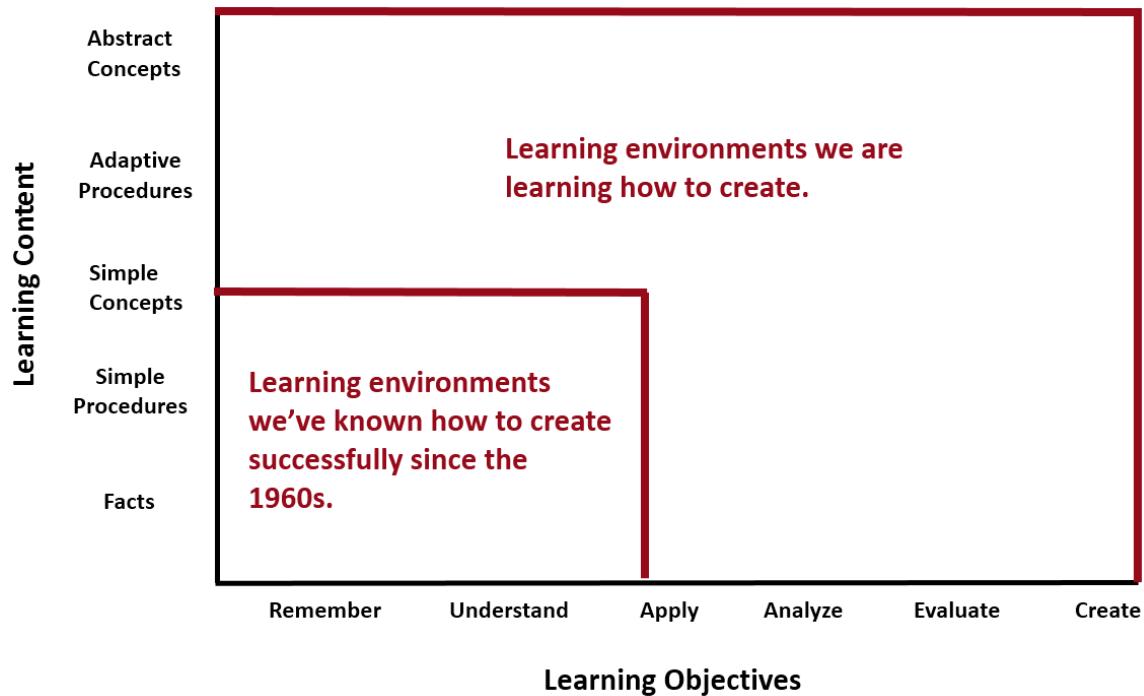 Abstract
Concepts
Adaptive
Procedures
Simple
Concepts
Simple
Procedures
Facts
Learning Content
Learning environments we are
learning how to create.
Learning environments
we’ve known how to create
successfully since the
1960s.
Remember Understand Apply Analyze Evaluate Create
Learning Objectives